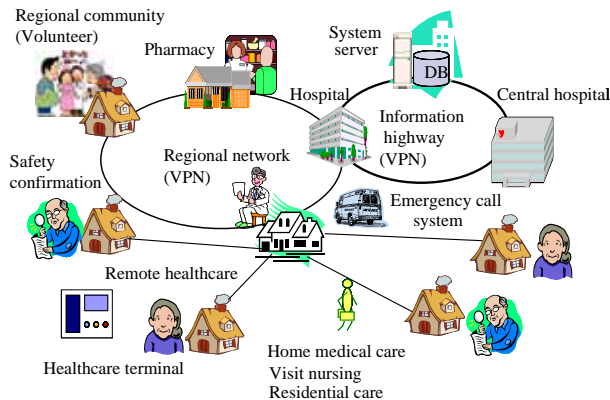 Regional community
(Volunteer)
Pharmacy
System
server
DB
Hospital
Information
highway
(VPN)
Central hospital
Regional network
(VPN)
Safety
confirmation
Emergency call
system
Remote healthcare
Healthcare terminal
Home medical care
Visit nursing
Residential care